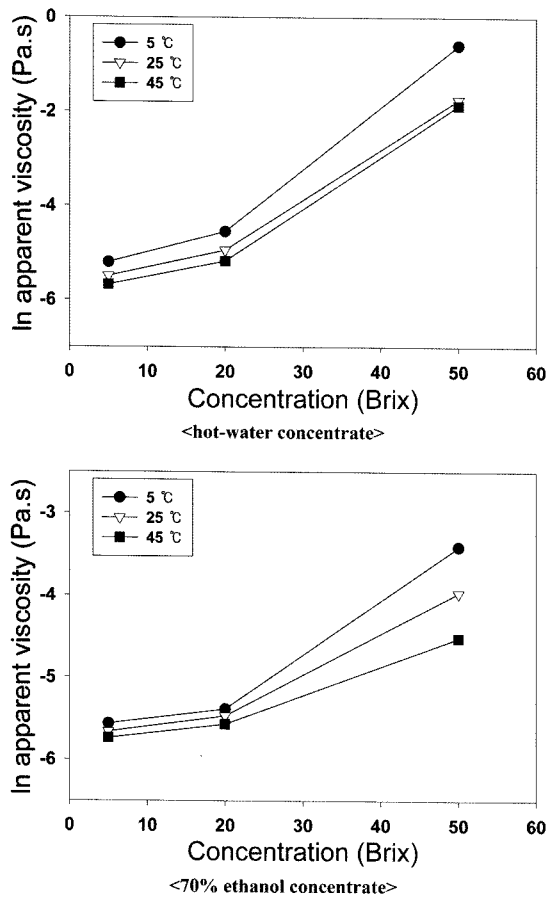 0
-2
-4
-6
ln apparent viscosity (Pa.s)
5 ℃
25 ℃
45 ℃
0 10 20 30 40 50 60
Concentration (Brix)
<hot-water concentrate>
-3
-4
-5
-6
ln apparent viscosity (Pa.s)
5 ℃
25 ℃
45 ℃
0 10 20 30 40 50 60
Concentration (Brix)
<70% ethanol concentrate>